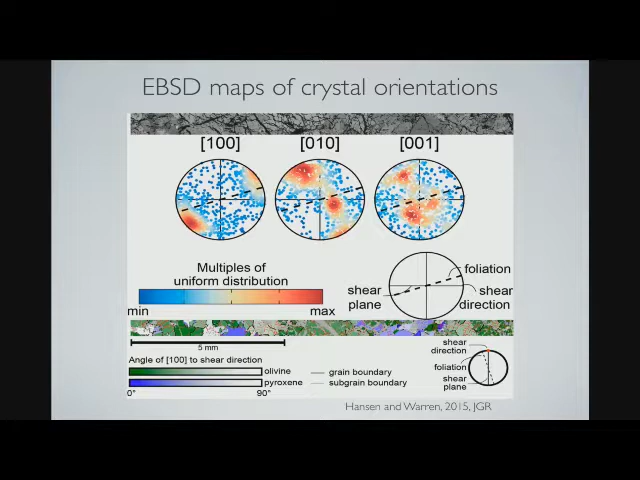 EBSD maps of crystal orientations
[100] [010] [001]
Multiples of
uniform distribution
min max
foliation
shear
plane
shear
direction
5 mm
Angle of [100] to shear direction
olivine
pyroxene
0° 90°
grain boundary
subgrain boundary
shear
direction
foliation
shear
plane
Hansen and Warren, 2015, JGR